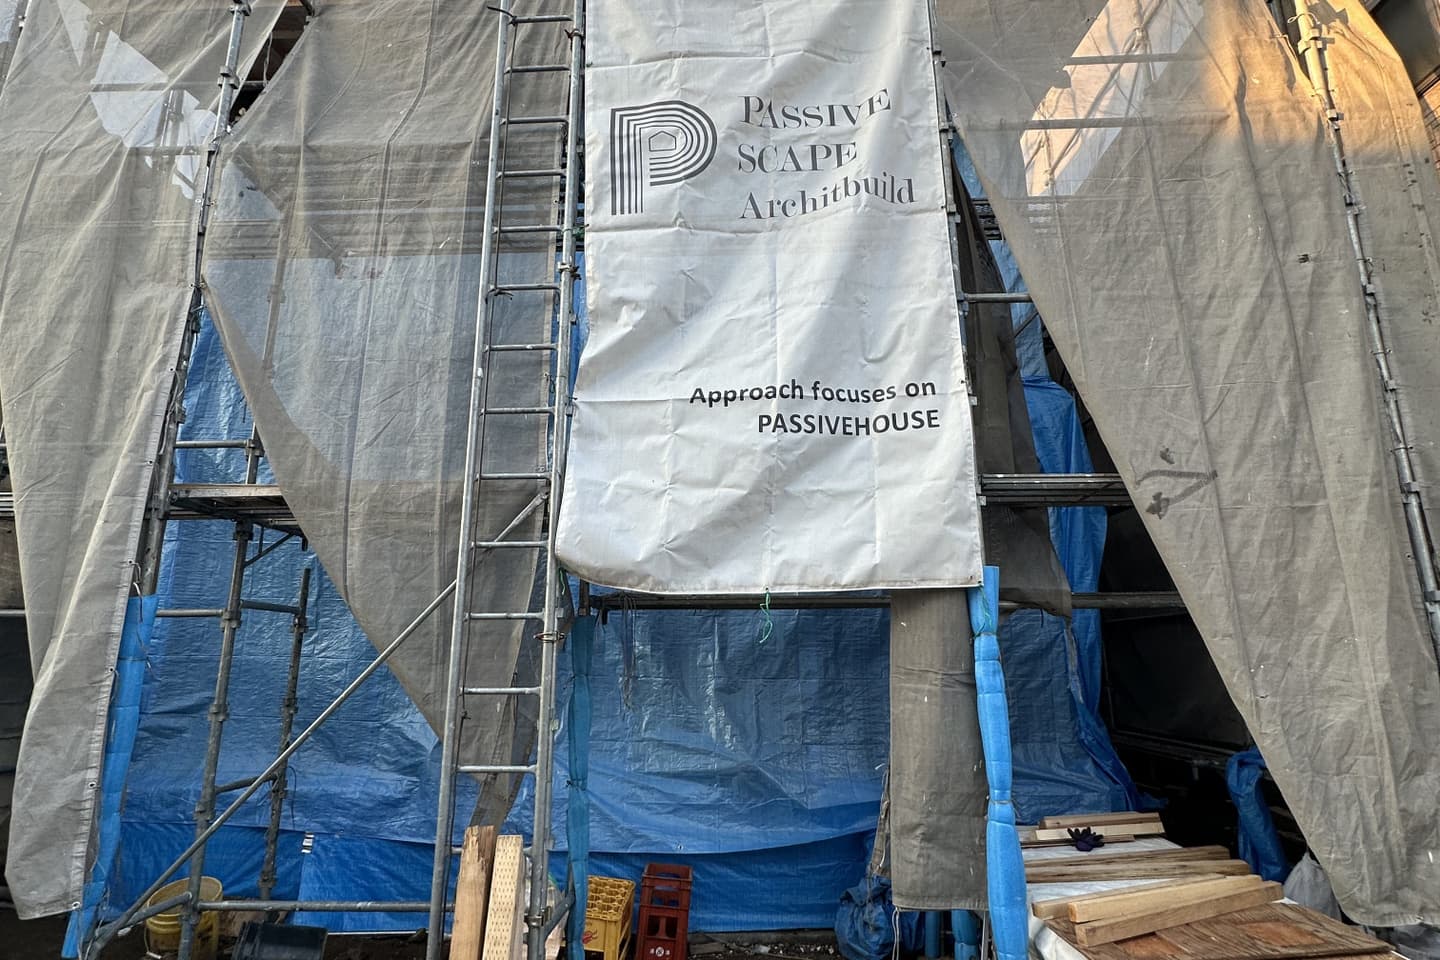 PASSIVE
SCAPE
Architbuild
Approach focuses on
PASSIVEHOUSE